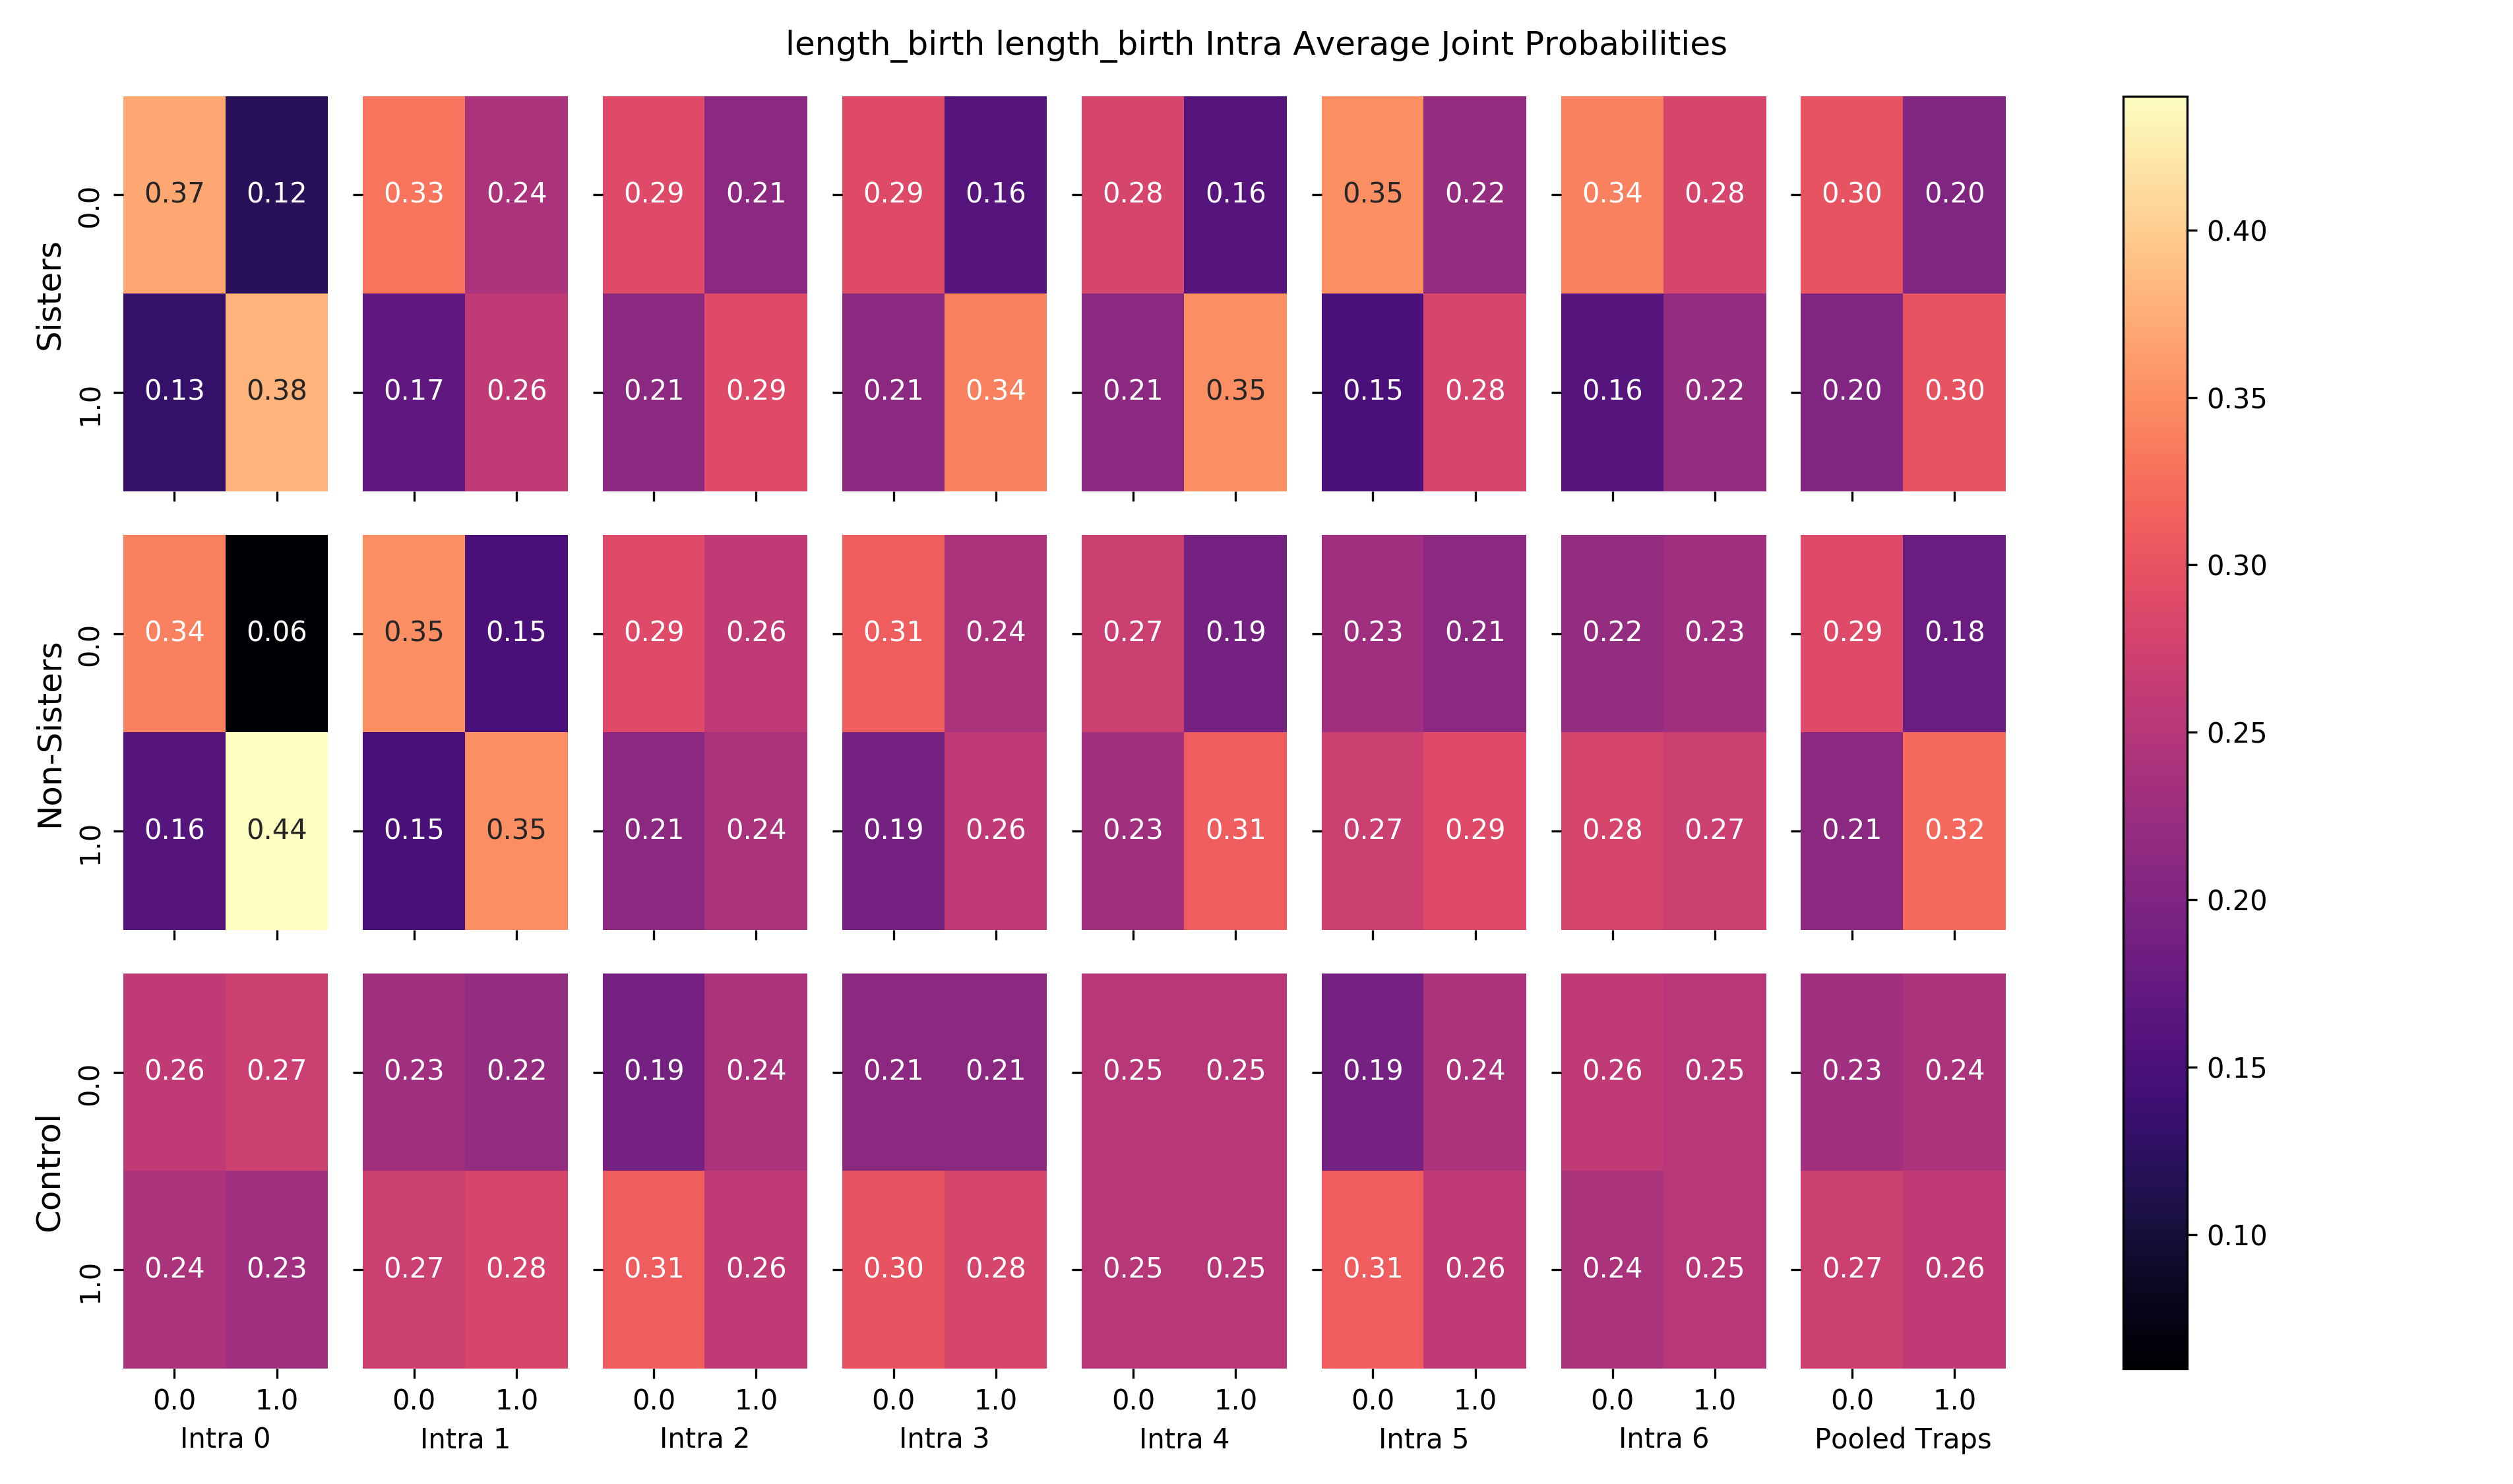 length_birth length_birth Intra Average Joint Probabilities
Sisters
0.0
0.37 0.12 0.33 0.24 0.29 0.21 0.29 0.16 0.28 0.16 0.35 0.22 0.34 0.28 0.30 0.20
1.0
0.13 0.38 0.17 0.26 0.21 0.29 0.21 0.34 0.21 0.35 0.15 0.28 0.16 0.22 0.20 0.30
Non-Sisters
0.0
0.34 0.06 0.35 0.15 0.29 0.26 0.31 0.24 0.27 0.19 0.23 0.21 0.22 0.23 0.29 0.18
1.0
0.16 0.44 0.15 0.35 0.21 0.24 0.19 0.26 0.23 0.31 0.27 0.29 0.28 0.27 0.21 0.32
Control
0.0
0.26 0.27 0.23 0.22 0.19 0.24 0.21 0.21 0.25 0.25 0.19 0.24 0.26 0.25 0.23 0.24
1.0
0.24 0.23 0.27 0.28 0.31 0.26 0.30 0.28 0.25 0.25 0.31 0.26 0.24 0.25 0.27 0.26
0.0 1.0 0.0 1.0 0.0 1.0 0.0 1.0 0.0 1.0 0.0 1.0 0.0 1.0 0.0 1.0
Intra 0 Intra 1 Intra 2 Intra 3 Intra 4 Intra 5 Intra 6 Pooled Traps
0.40
0.35
0.30
0.25
0.20
0.15
0.10